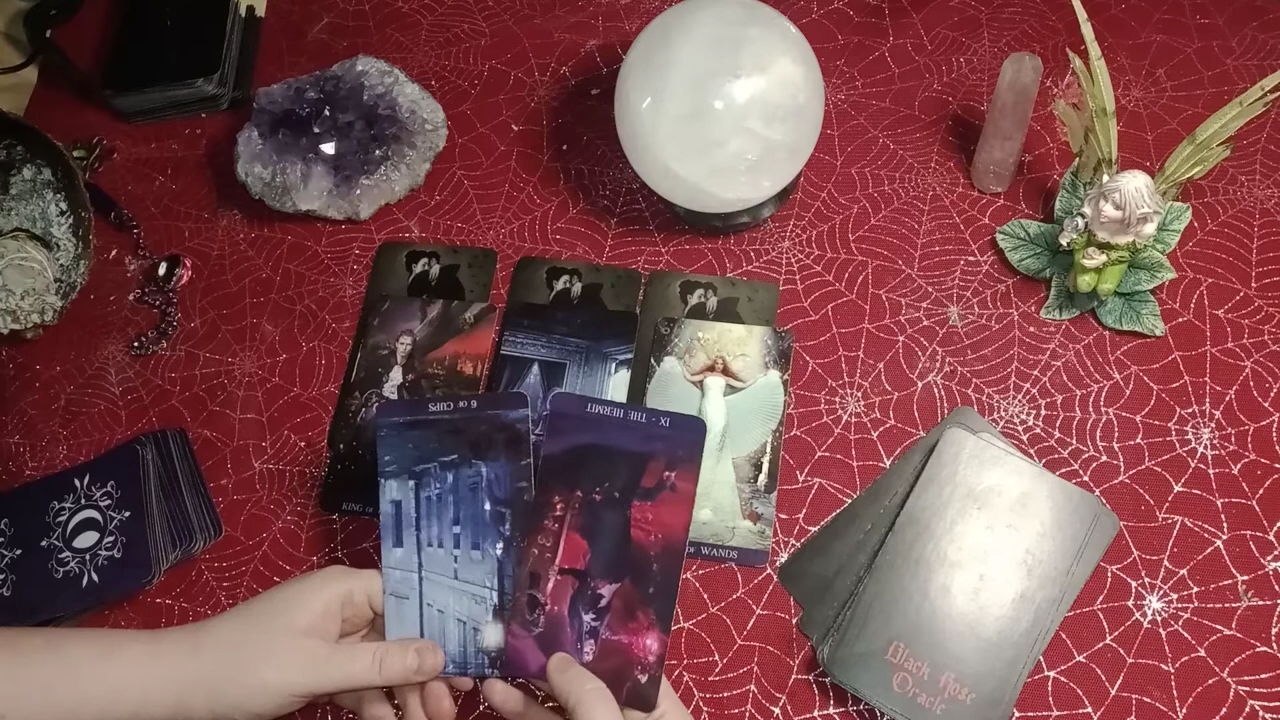 6 OF CUPS
IX - THE HERMIT
KING OF
OF WANDS
Black Rose
Oracle